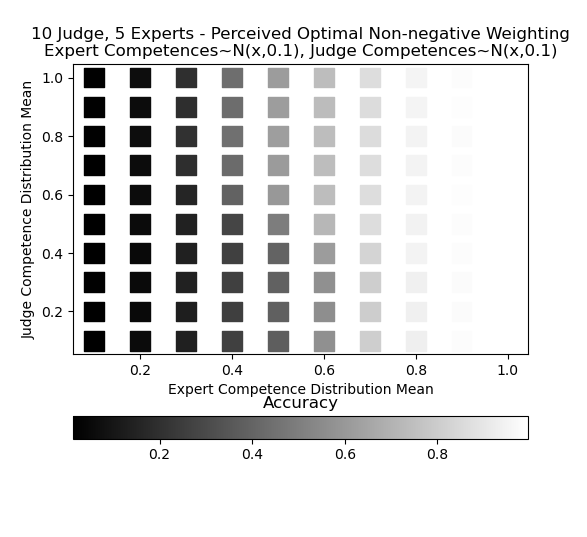 10 Judge, 5 Experts - Perceived Optimal Non-negative Weighting
Expert Competences~N(x,0.1), Judge Competences~N(x,0.1)
Judge Competence Distribution Mean
1.0
0.8
0.6
0.4
0.2
0.2 0.4 0.6 0.8 1.0
Expert Competence Distribution Mean
Accuracy
0.2 0.4 0.6 0.8